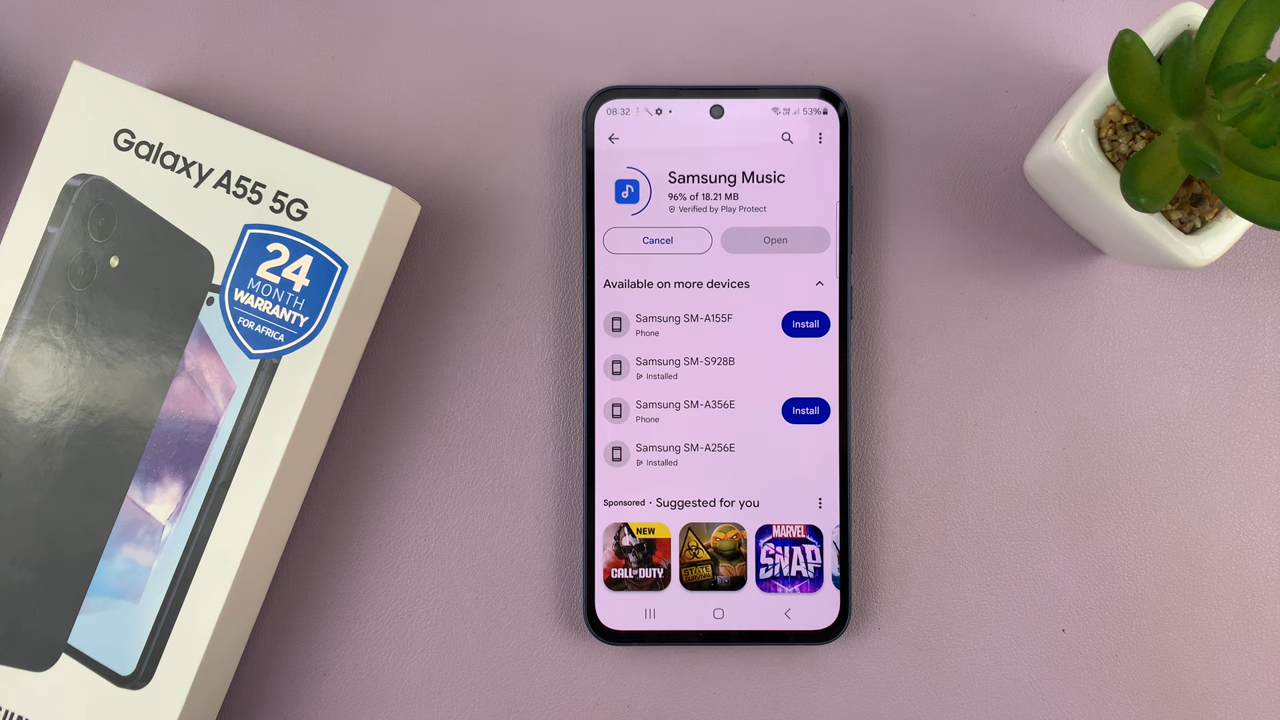 Galaxy A55 5G
24
MONTH
WARRANTY
FOR AFRICA
08:32
53%
Samsung Music
96% of 18.21 MB
Verified by Play Protect
Cancel
Open
Available on more devices
Samsung SM-A155F
Phone
Install
Samsung SM-S928B
Installed
Samsung SM-A356E
Phone
Install
Samsung SM-A256E
Installed
Sponsored • Suggested for you
NEW
CALL OF DUTY
STATE
SURVIVAL
MARVEL
SNAP